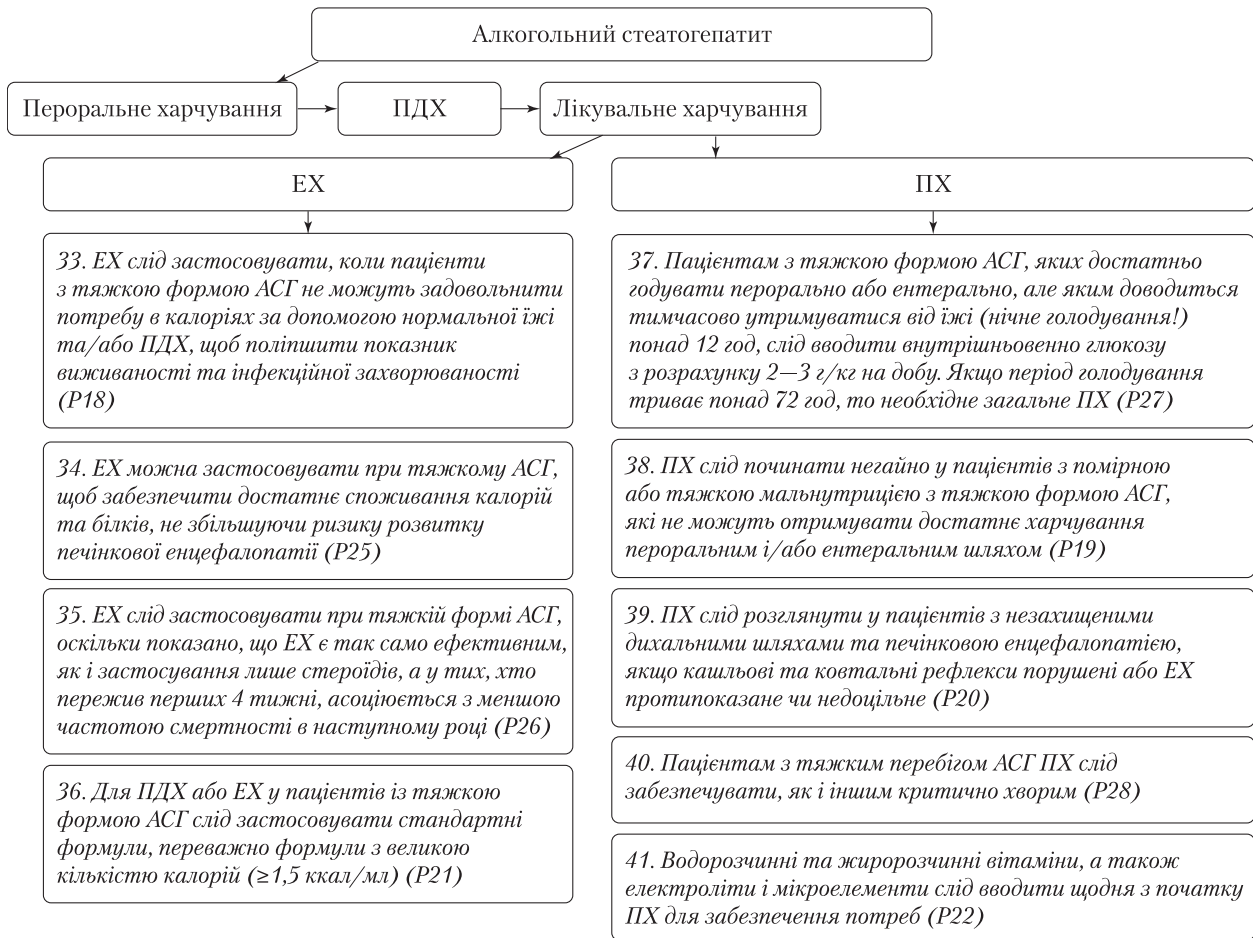 Алкогольний стеатогепатит
Пероральне харчування
ПДХ
Лікувальне харчування
ЕХ
33. ЕХ слід застосовувати, коли пацієнти
з тяжкою формою АСГ не можуть задовольнити
потребу в калоріях за допомогою нормальної їжі
та/або ПДХ, щоб поліпшити показник
виживаності та інфекційної захворюваності
(Р18)
34. ЕХ можна застосовувати при тяжкому АСГ,
щоб забезпечити достатнє споживання калорій
та білків, не збільшуючи ризику розвитку
печінкової енцефалопатії (Р25)
35. ЕХ слід застосовувати при тяжкій формі АСГ,
оскільки показано, що ЕХ є так само ефективним,
як і застосування лише стероїдів, а у тих, хто
пережив перших 4 тижні, асоціюється з меншою
частотою смертності в наступному році (Р26)
36. Для ПДХ або ЕХ у пацієнтів із тяжкою
формою АСГ слід застосовувати стандартні
формули, переважно формули з великою
кількістю калорій (≥1,5 ккал/мл) (Р21)
ПХ
37. Пацієнтам з тяжкою формою АСГ, яких достатньо
годувати перорально або ентерально, але яким доводиться
тимчасово утримуватися від їжі (нічне голодування!)
понад 12 год, слід вводити внутрішньовенно глюкозу
з розрахунку 2—3 г/кг на добу. Якщо період голодування
триває понад 72 год, то необхідне загальне ПХ (Р27)
38. ПХ слід починати негайно у пацієнтів з помірною
або тяжкою мальнутрицією з тяжкою формою АСГ,
які не можуть отримувати достатнє харчування
пероральним і/або ентеральним шляхом (Р19)
39. ПХ слід розглянути у пацієнтів з незахищеними
дихальними шляхами та печінковою енцефалопатією,
якщо кашльові та ковтальні рефлекси порушені або ЕХ
протипоказане чи недоцільне (Р20)
40. Пацієнтам з тяжким перебігом АСГ ПХ слід
забезпечувати, як і іншим критично хворим (Р28)
41. Водорозчинні та жиророзчинні вітаміни, а також
електроліти і мікроелементи слід вводити щодня з початку
ПХ для забезпечення потреб (Р22)